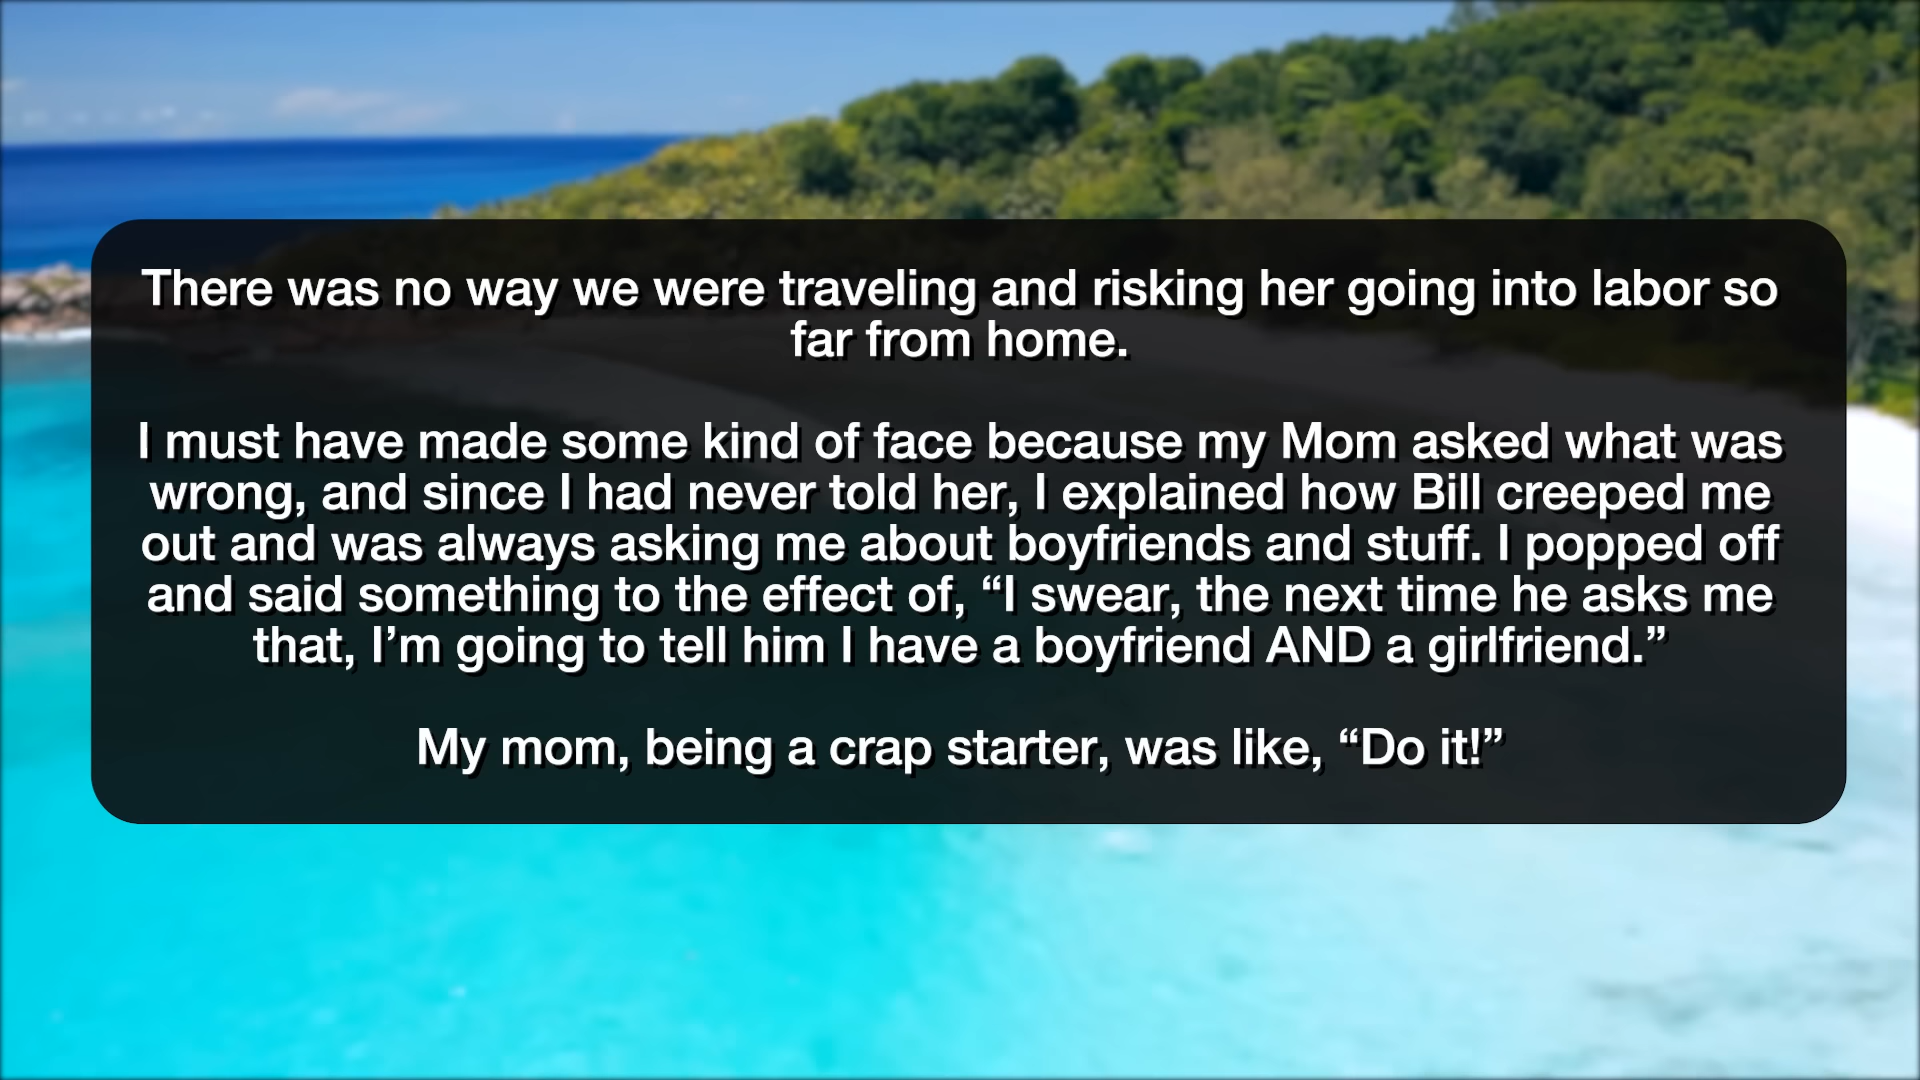 There was no way we were traveling and risking her going into labor so
far from home.
I must have made some kind of face because my Mom asked what was
wrong, and since I had never told her, I explained how Bill creeped me
out and was always asking me about boyfriends and stuff. I popped off
and said something to the effect of, “I swear, the next time he asks me
that, I’m going to tell him I have a boyfriend AND a girlfriend.”
My mom, being a crap starter, was like, “Do it!”